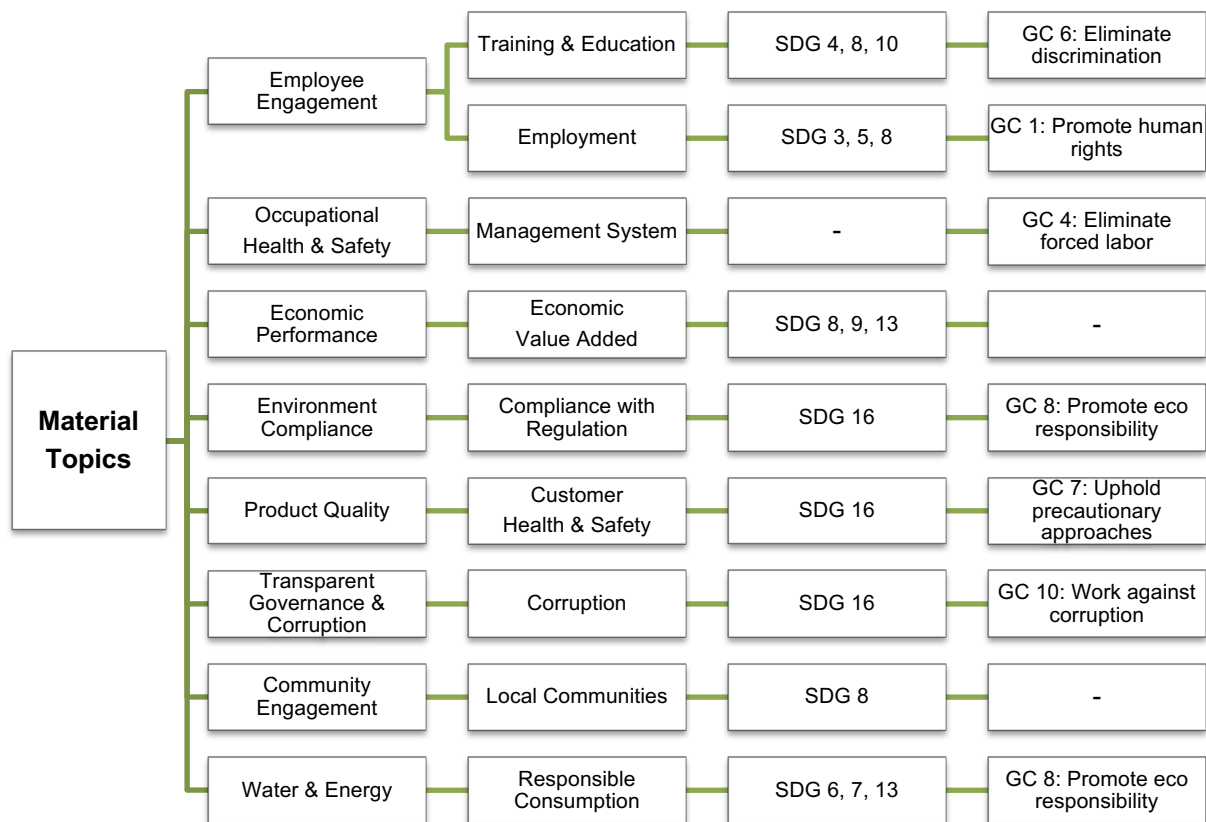 Training & Education
SDG 4, 8, 10
GC 6: Eliminate
discrimination
Employee
Engagement
Employment
SDG 3, 5, 8
GC 1: Promote human
rights
Occupational
Health & Safety
Management System
-
GC 4: Eliminate
forced labor
Economic
Performance
Economic
Value Added
SDG 8, 9, 13
-
Material
Topics
Environment
Compliance
Compliance with
Regulation
SDG 16
GC 8: Promote eco
responsibility
Product Quality
Customer
Health & Safety
SDG 16
GC 7: Uphold
precautionary
approaches
Transparent
Governance &
Corruption
Corruption
SDG 16
GC 10: Work against
corruption
Community
Engagement
Local Communities
SDG 8
-
Water & Energy
Responsible
Consumption
SDG 6, 7, 13
GC 8: Promote eco
responsibility